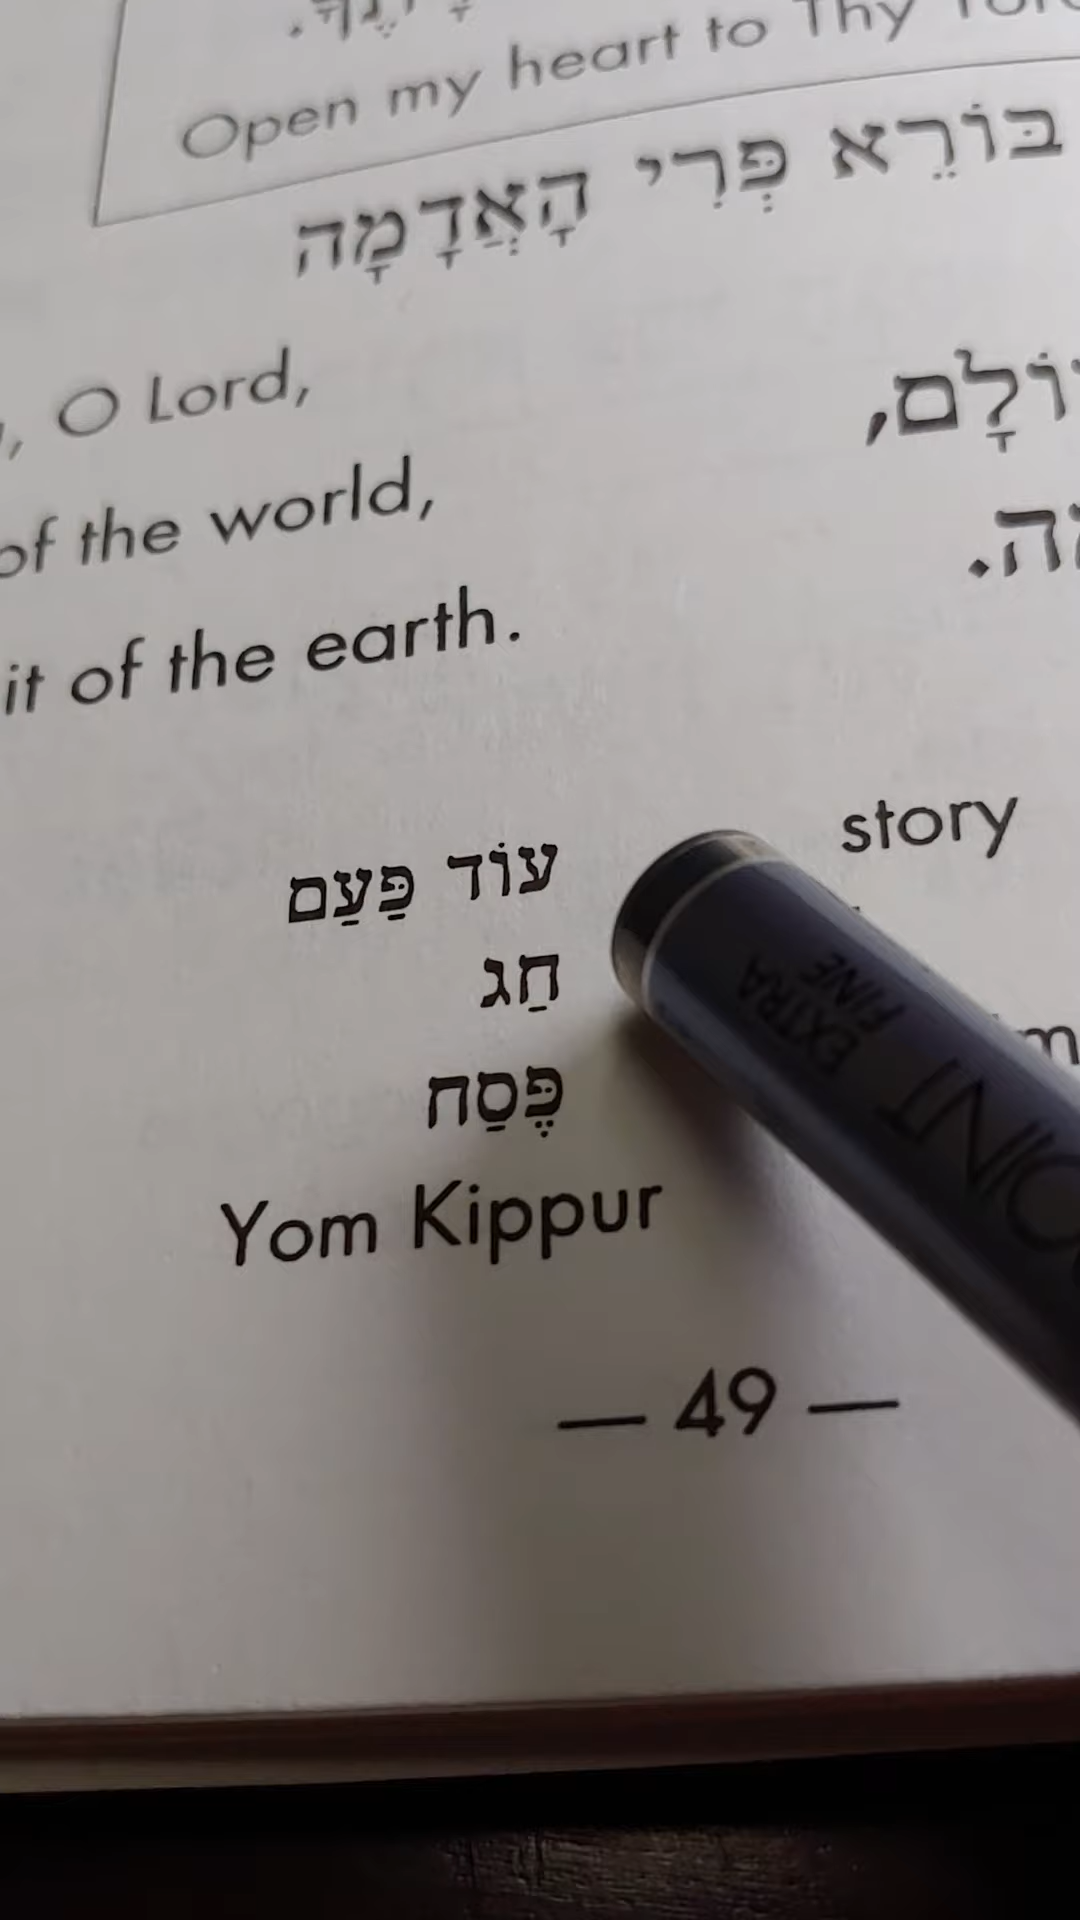 Open my heart to Thy
בּוֹרֵא פְּרִי הָאֲדָמָה
O Lord,
of the world,
of the earth.
story
עוֹד פַּעַם
חַג
פֶּסַח
Yom Kippur
— 49 —
EXTRA
FINE